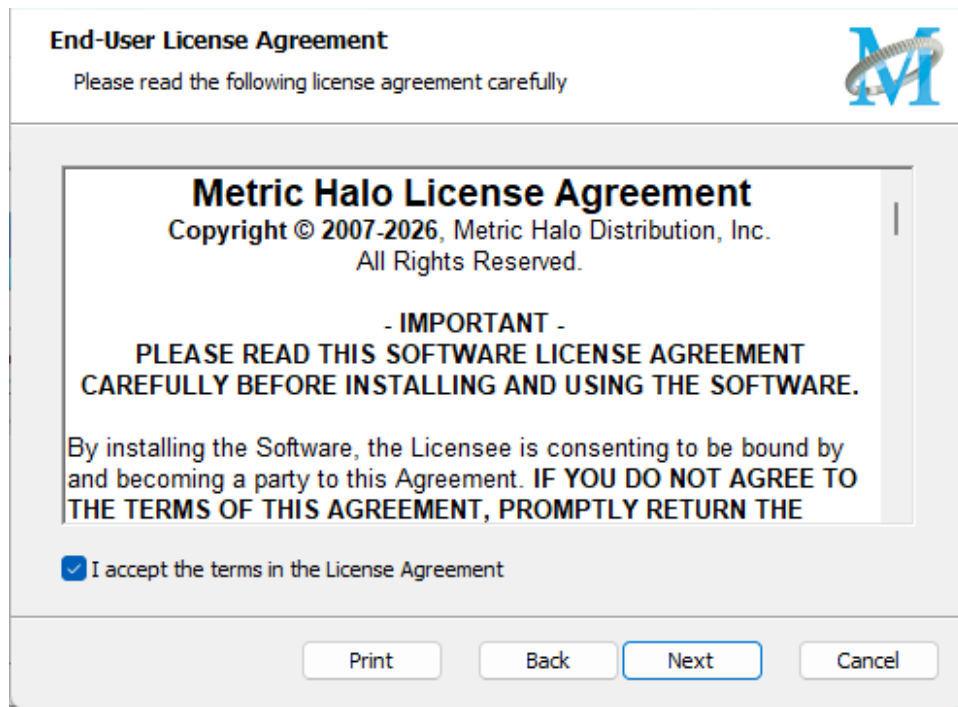 End-User License Agreement
Please read the following license agreement carefully
M
Metric Halo License Agreement
Copyright © 2007-2026, Metric Halo Distribution, Inc.
All Rights Reserved.
- IMPORTANT -
PLEASE READ THIS SOFTWARE LICENSE AGREEMENT
CAREFULLY BEFORE INSTALLING AND USING THE SOFTWARE.
By installing the Software, the Licensee is consenting to be bound by
and becoming a party to this Agreement. IF YOU DO NOT AGREE TO
THE TERMS OF THIS AGREEMENT, PROMPTLY RETURN THE
I accept the terms in the License Agreement
Print Back Next Cancel